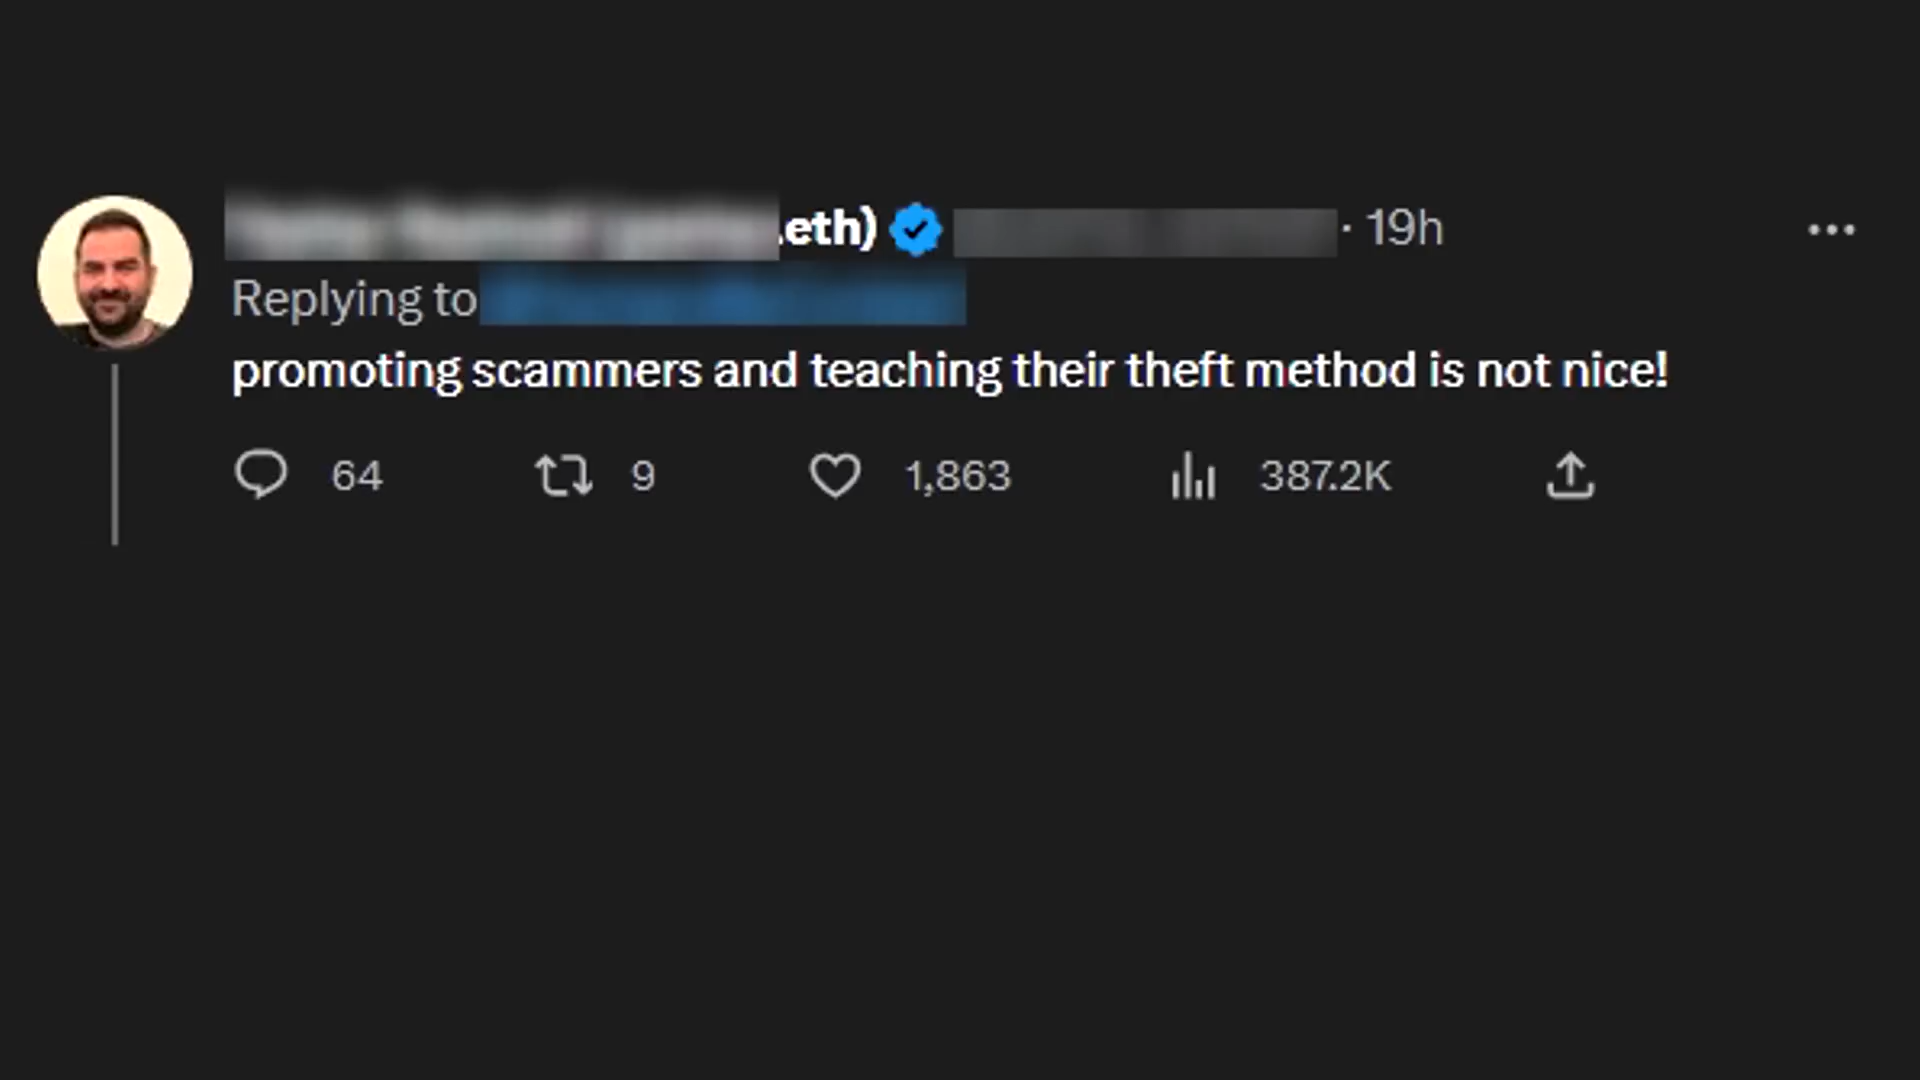 .eth) · 19h
Replying to
promoting scammers and teaching their theft method is not nice!
64 9 1,863 387.2K